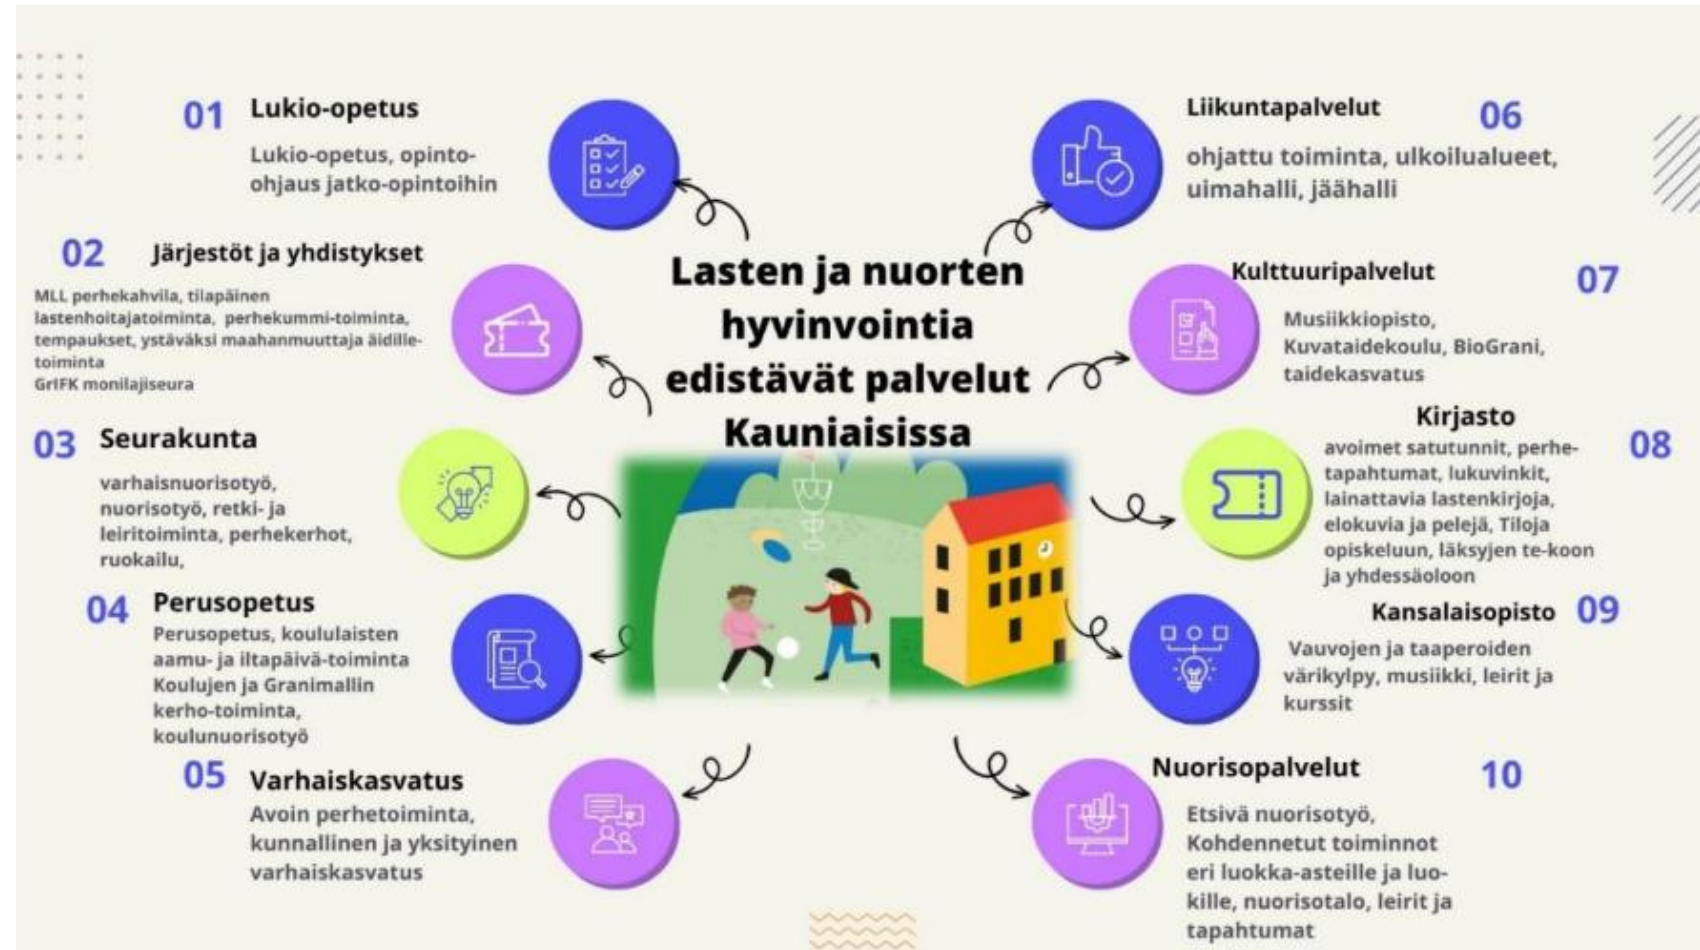 Lasten ja nuorten
hyvinvointia
edistävät palvelut
Kauniaisissa
01
Lukio-opetus
Lukio-opetus, opinto-
ohjaus jatko-opintoihin
02
Järjestöt ja yhdistykset
MLL perhekahvila, tilapäinen
lastenhoitajatoiminta, perhekummi-toiminta,
tempaukset, ystäväksi maahanmuuttaja äidille-
toiminta
GrIFK monilajiseura
03
Seurakunta
varhaisnuorisotyö,
nuorisotyö, retki- ja
leiritoiminta, perhekerhot,
ruokailu,
04
Perusopetus
Perusopetus, koululaisten
aamu- ja iltapäivä-toiminta
Koulujen ja Granimallin
kerho-toiminta,
koulunuorisotyö
05
Varhaiskasvatus
Avoin perhetoiminta,
kunnallinen ja yksityinen
varhaiskasvatus
Liikuntapalvelut
06
ohjattu toiminta, ulkoilualueet,
uimahalli, jäähalli
Kulttuuripalvelut
07
Musiikkiopisto,
Kuvataidekoulu, BioGrani,
taidekasvatus
Kirjasto
08
avoimet satutunnit, perhe-
tapahtumat, lukuvinkit,
lainattavia lastenkirjoja,
elokuvia ja pelejä, Tiloja
opiskeluun, läksyjen te-koon
ja yhdessäoloon
Kansalaisopisto
09
Vauvojen ja taaperoiden
värikylpy, musiikki, leirit ja
kurssit
Nuorisopalvelut
10
Etsivä nuorisotyö,
Kohdennetut toiminnot
eri luokka-asteille ja luo-
kille, nuorisotalo, leirit ja
tapahtumat